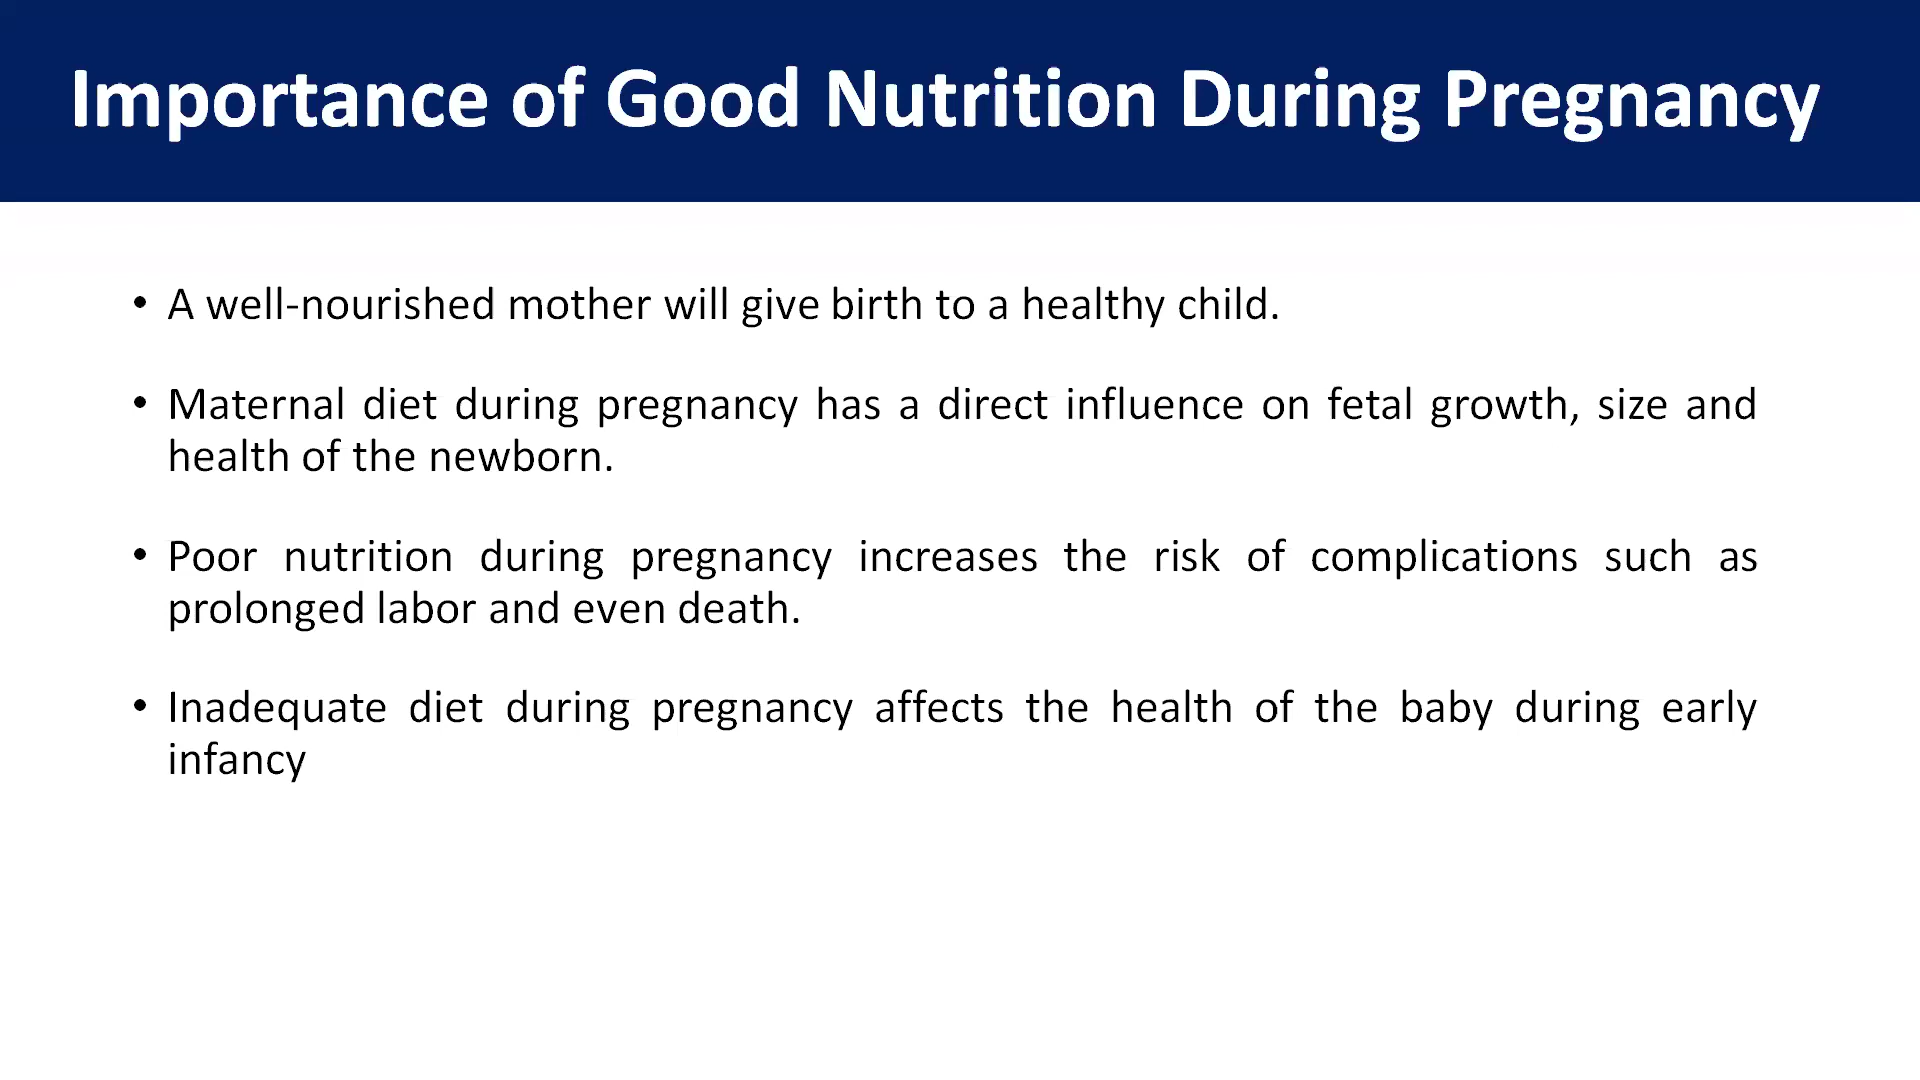 Importance of Good Nutrition During Pregnancy
• A well-nourished mother will give birth to a healthy child.
• Maternal diet during pregnancy has a direct influence on fetal growth, size and
health of the newborn.
• Poor nutrition during pregnancy increases the risk of complications such as
prolonged labor and even death.
• Inadequate diet during pregnancy affects the health of the baby during early
infancy